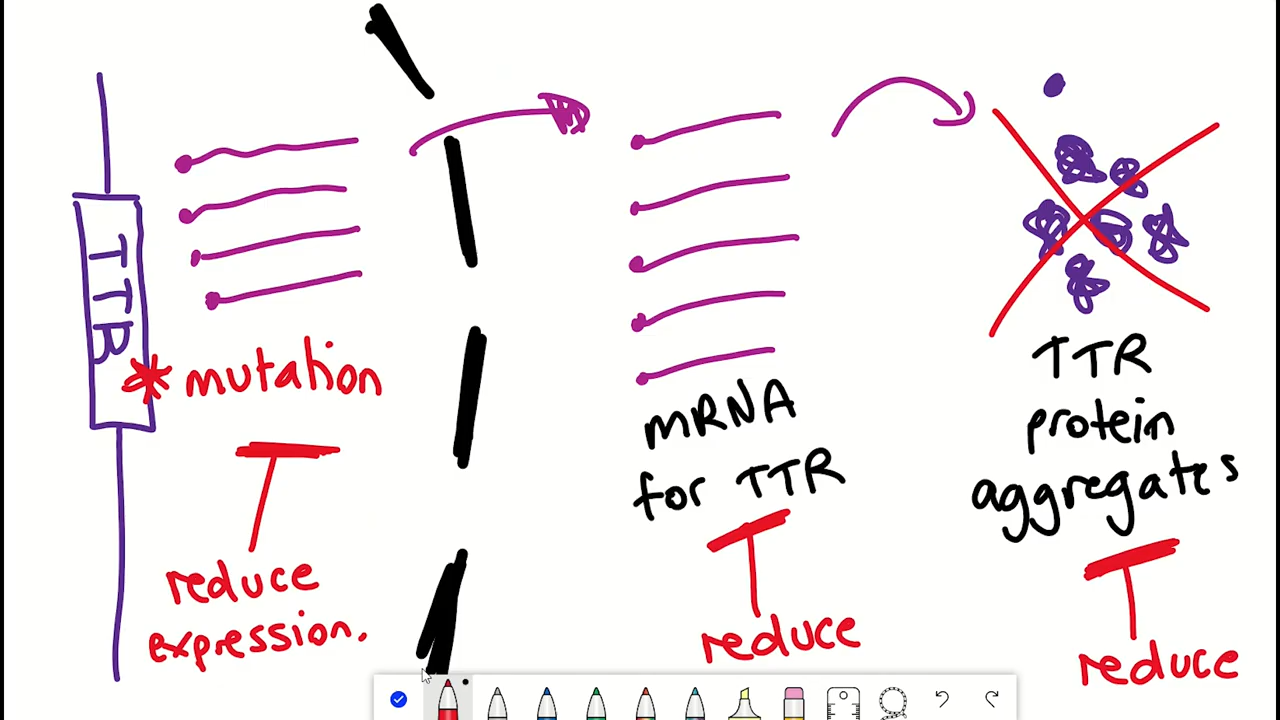 TTR
* mutation
reduce
expression.
mRNA
for TTR
reduce
TTR
protein
aggregates
reduce